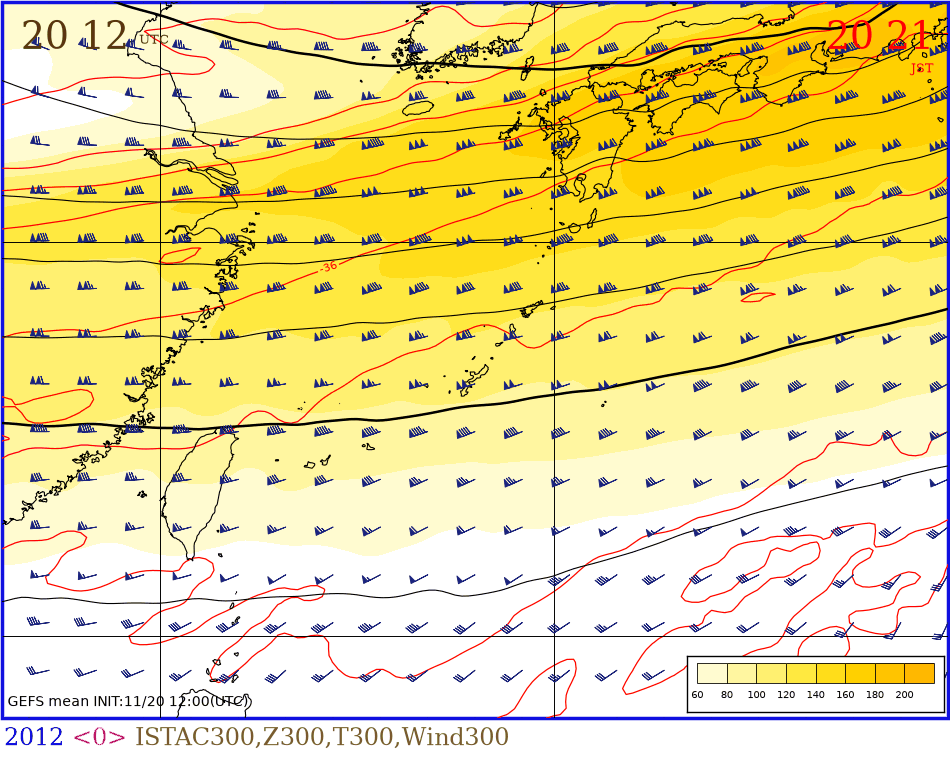 20 12 UTC
20 21
JST
-36
60 80 100 120 140 160 180 200
GEFS mean INIT:11/20 12:00(UTC)
2012 <0> ISTAC300,Z300,T300,Wind300